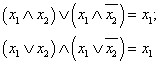 (x₁ ∧ x₂) ∨ (x₁ ∧ x̅₂) = x₁;
(x₁ ∨ x₂) ∧ (x₁ ∨ x̅₂) = x₁